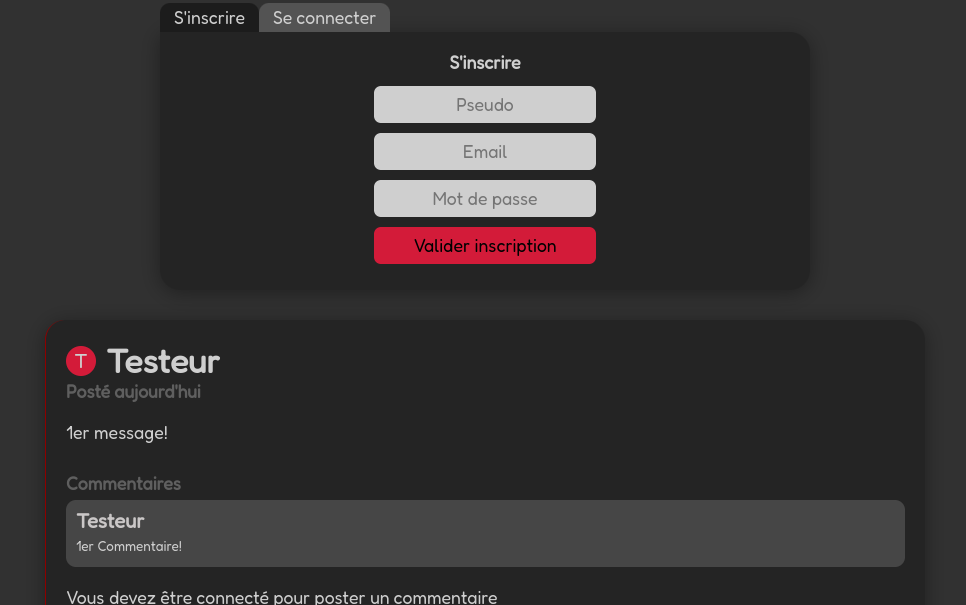 S'inscrire
Se connecter
S'inscrire
Pseudo
Email
Mot de passe
Valider inscription
T
Testeur
Posté aujourd'hui
1er message!
Commentaires
Testeur
1er Commentaire!
Vous devez être connecté pour poster un commentaire